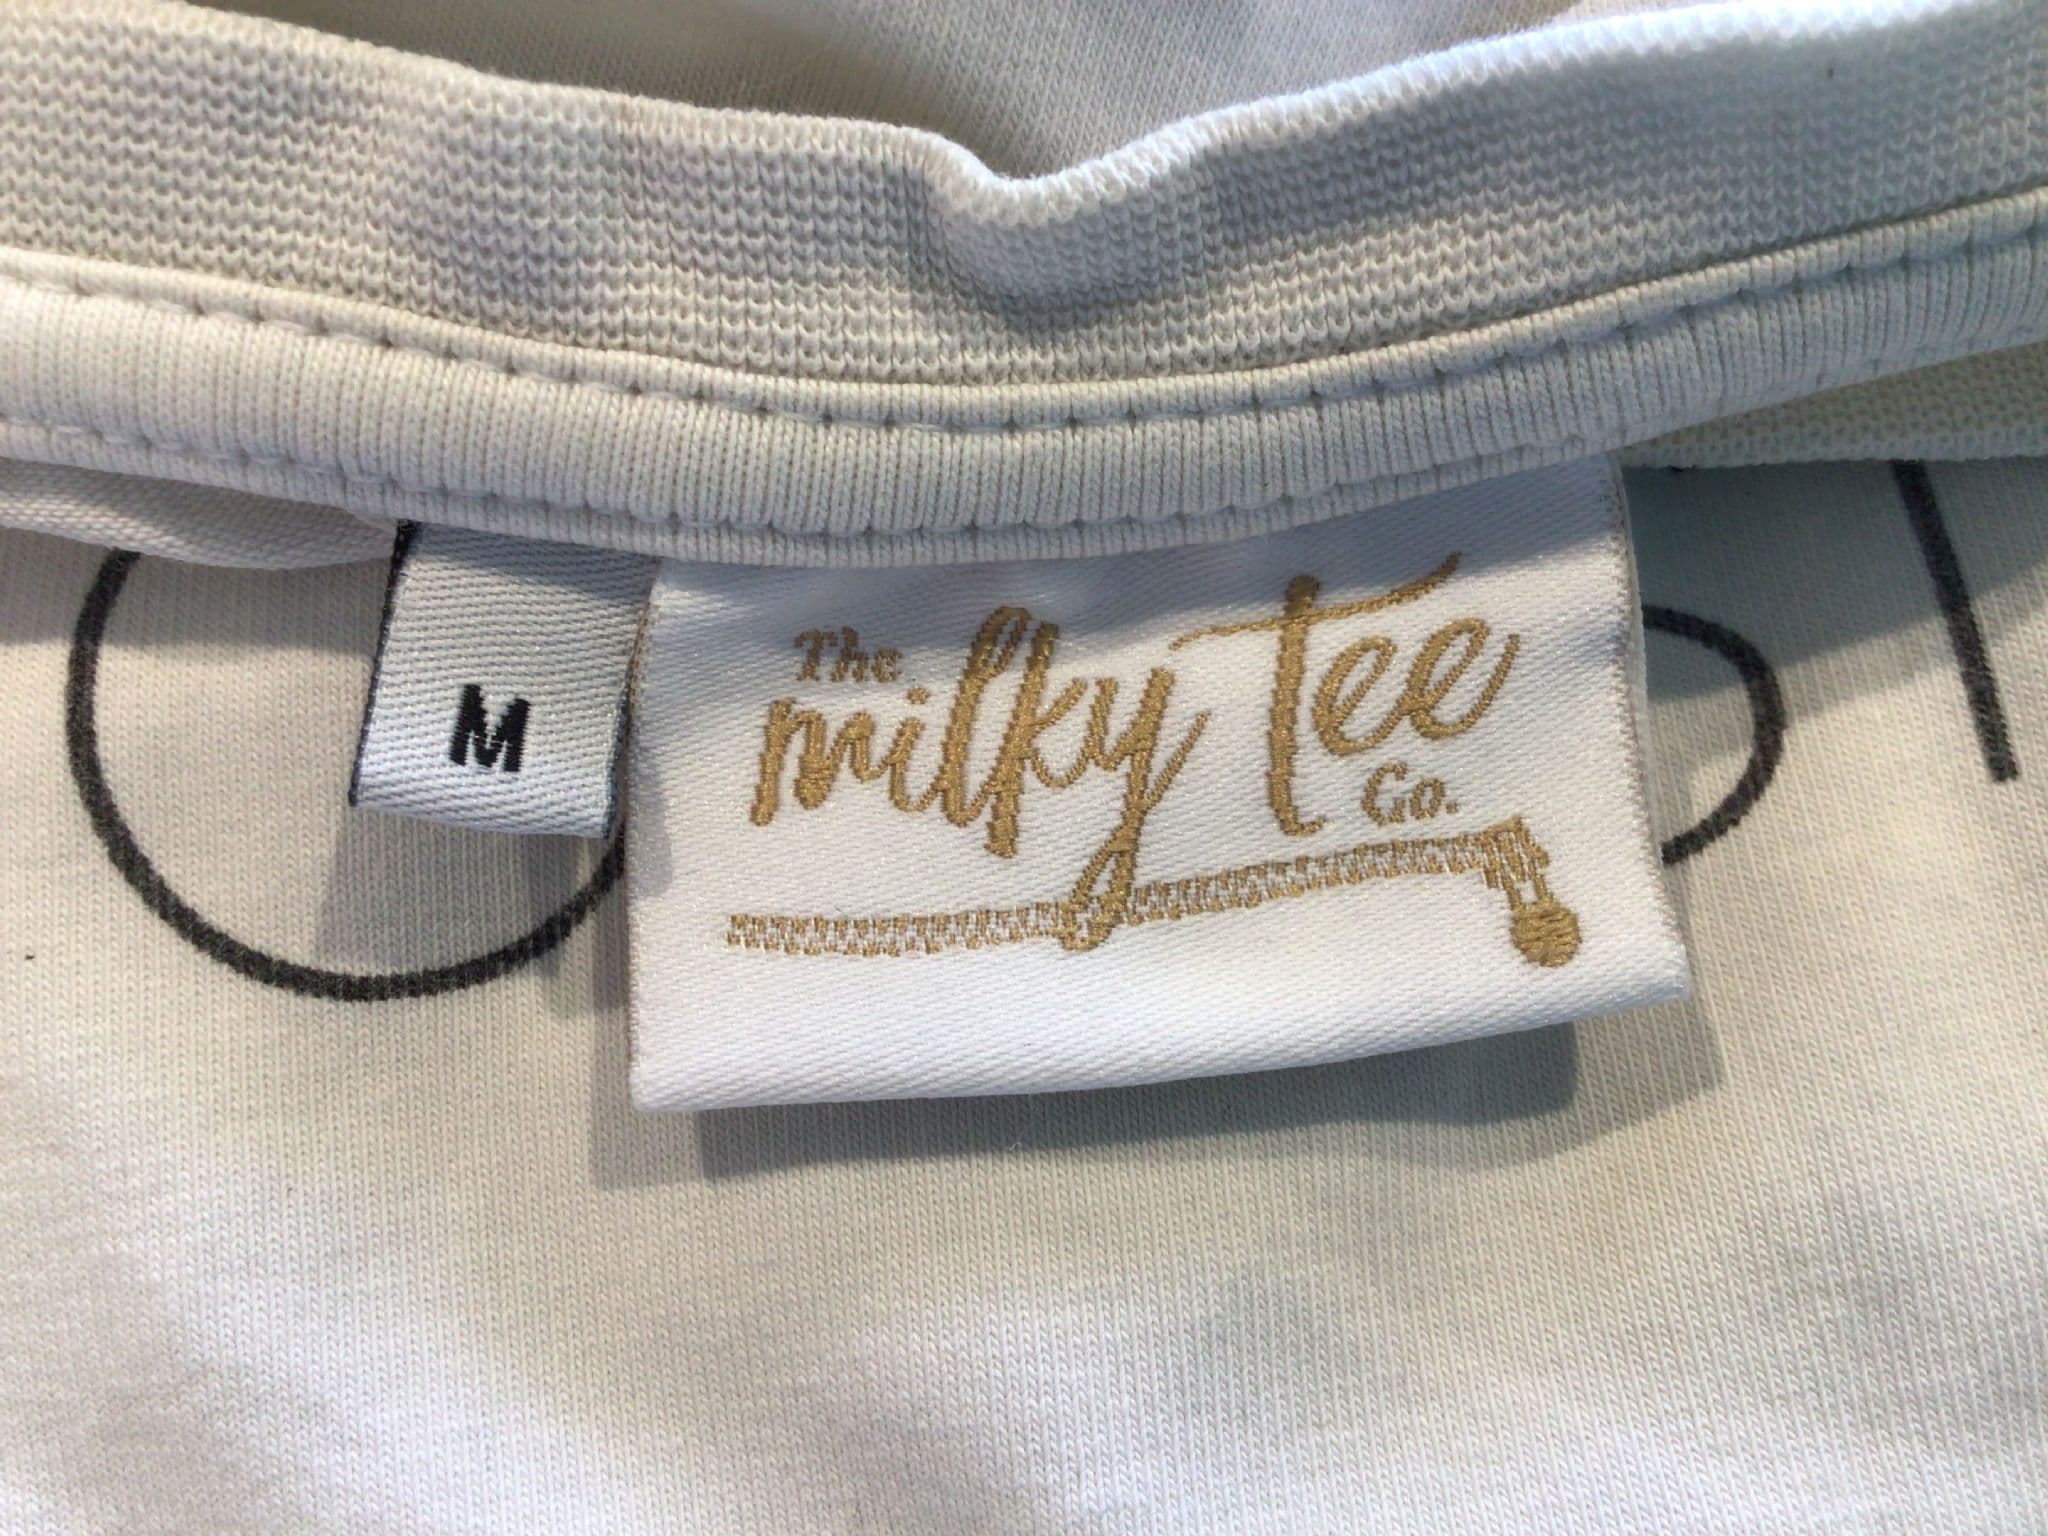 M
The
milky Tee
Co.